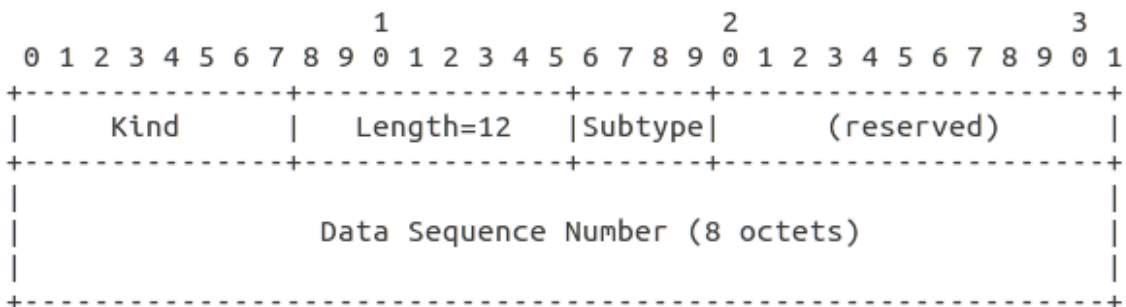 1                   2                   3
 0 1 2 3 4 5 6 7 8 9 0 1 2 3 4 5 6 7 8 9 0 1 2 3 4 5 6 7 8 9 0 1
+---------------+---------------+-------+----------------------+
|     Kind      |   Length=12   |Subtype|      (reserved)      |
+---------------+---------------+-------+----------------------+
|                                                              |
|                 Data Sequence Number (8 octets)              |
|                                                              |
+--------------------------------------------------------------+